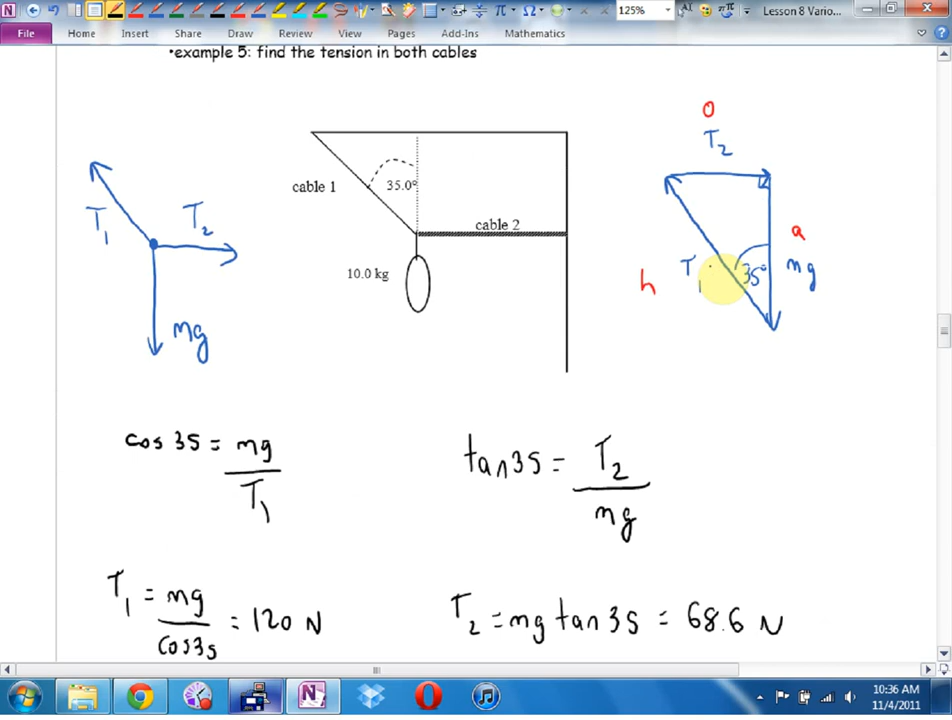 125%
Lesson 8 Vario...
File Home Insert Share Draw Review View Pages Add-Ins Mathematics
•example 5: find the tension in both cables
T1 T2 mg
cable 1 35.0°
cable 2
10.0 kg
o
T2
a
h T1 35° mg
cos 35 = mg / T1
tan 35 = T2 / mg
T1 = mg / cos35 = 120 N
T2 = mg tan 35 = 68.6 N
10:36 AM
11/4/2011